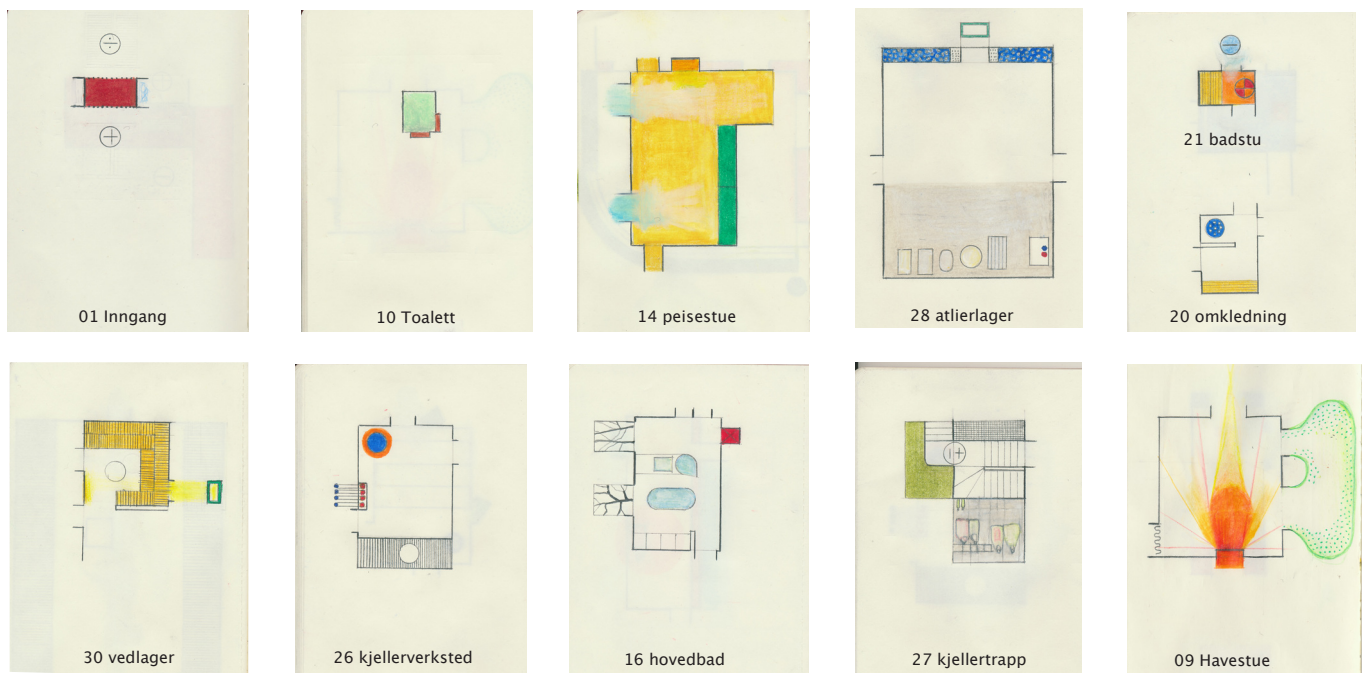 01 Inngang
10 Toalett
14 peisestue
28 atlierlager
21 badstu
20 omkledning
30 vedlager
26 kjellerverksted
16 hovedbad
27 kjellertrapp
09 Havestue